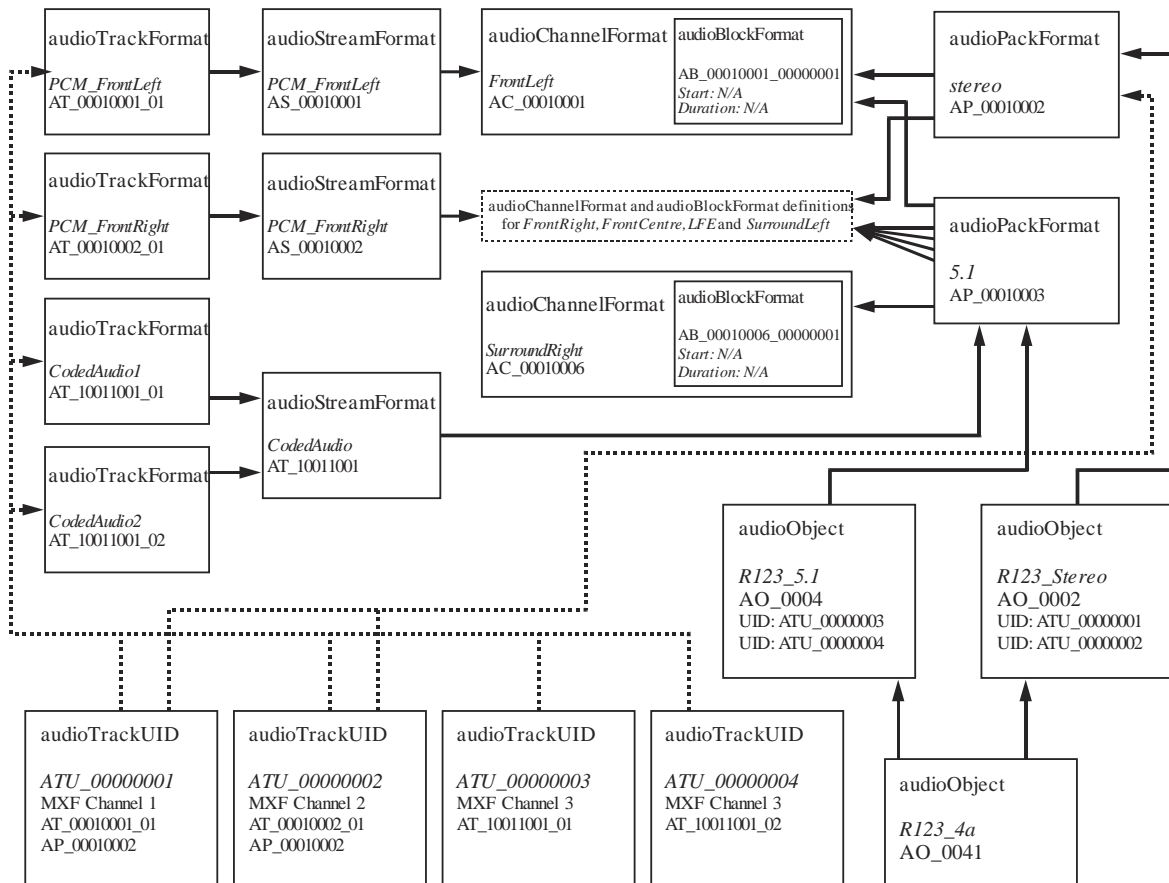 audioTrackFormat
PCM_FrontLeft
AT_00010001_01
audioStreamFormat
PCM_FrontLeft
AS_00010001
audioChannelFormat
FrontLeft
AC_00010001
audioBlockFormat
AB_00010001_00000001
Start: N/A
Duration: N/A
audioPackFormat
stereo
AP_00010002
audioTrackFormat
PCM_FrontRight
AT_00010002_01
audioStreamFormat
PCM_FrontRight
AS_00010002
audioChannelFormat and audioBlockFormat definitions
for FrontRight, FrontCentre, LFE and SurroundLeft
audioPackFormat
5.1
AP_00010003
audioTrackFormat
CodedAudio1
AT_10011001_01
audioChannelFormat
SurroundRight
AC_00010006
audioBlockFormat
AB_00010006_00000001
Start: N/A
Duration: N/A
audioStreamFormat
CodedAudio
AT_10011001
audioTrackFormat
CodedAudio2
AT_10011001_02
audioObject
R123_5.1
AO_0004
UID: ATU_00000003
UID: ATU_00000004
audioObject
R123_Stereo
AO_0002
UID: ATU_00000001
UID: ATU_00000002
audioTrackUID
ATU_00000001
MXF Channel 1
AT_00010001_01
AP_00010002
audioTrackUID
ATU_00000002
MXF Channel 2
AT_00010002_01
AP_00010002
audioTrackUID
ATU_00000003
MXF Channel 3
AT_10011001_01
audioTrackUID
ATU_00000004
MXF Channel 3
AT_10011001_02
audioObject
R123_4a
AO_0041